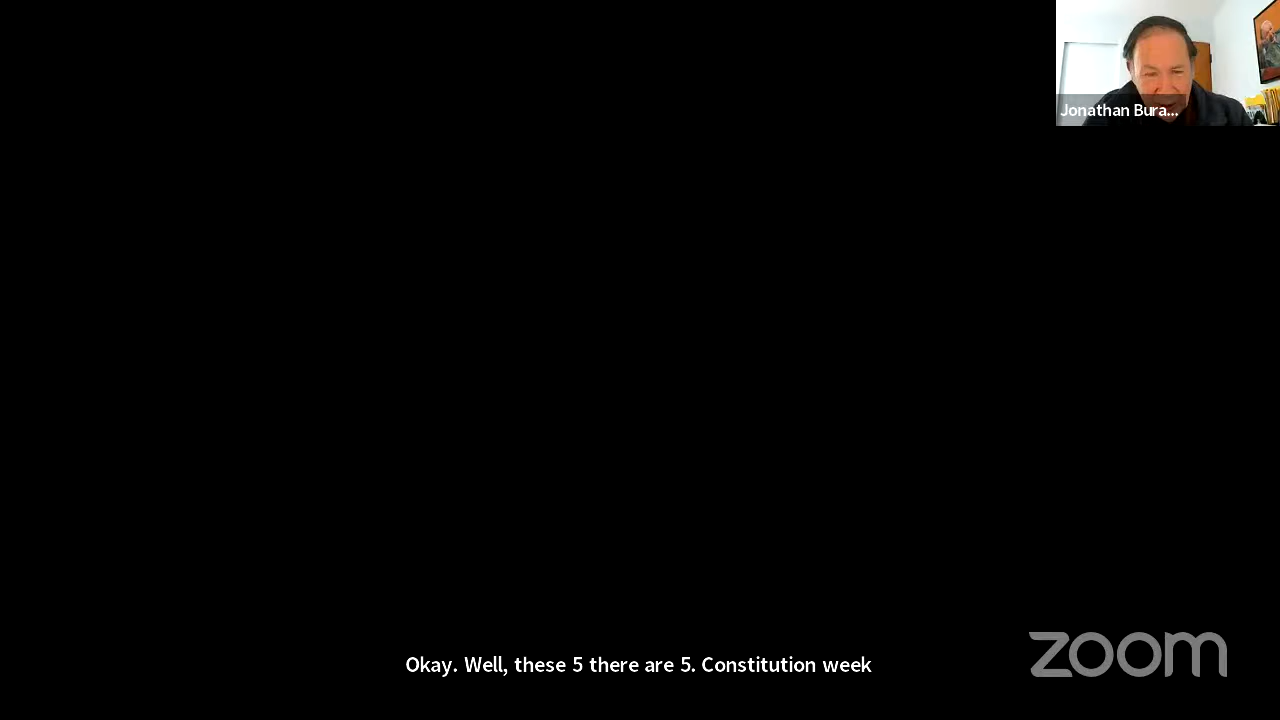 Jonathan Bura...
Okay. Well, these 5 there are 5. Constitution week
zoom